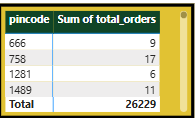 pincode Sum of total_orders
666 9
758 17
1281 6
1489 11
Total 26229